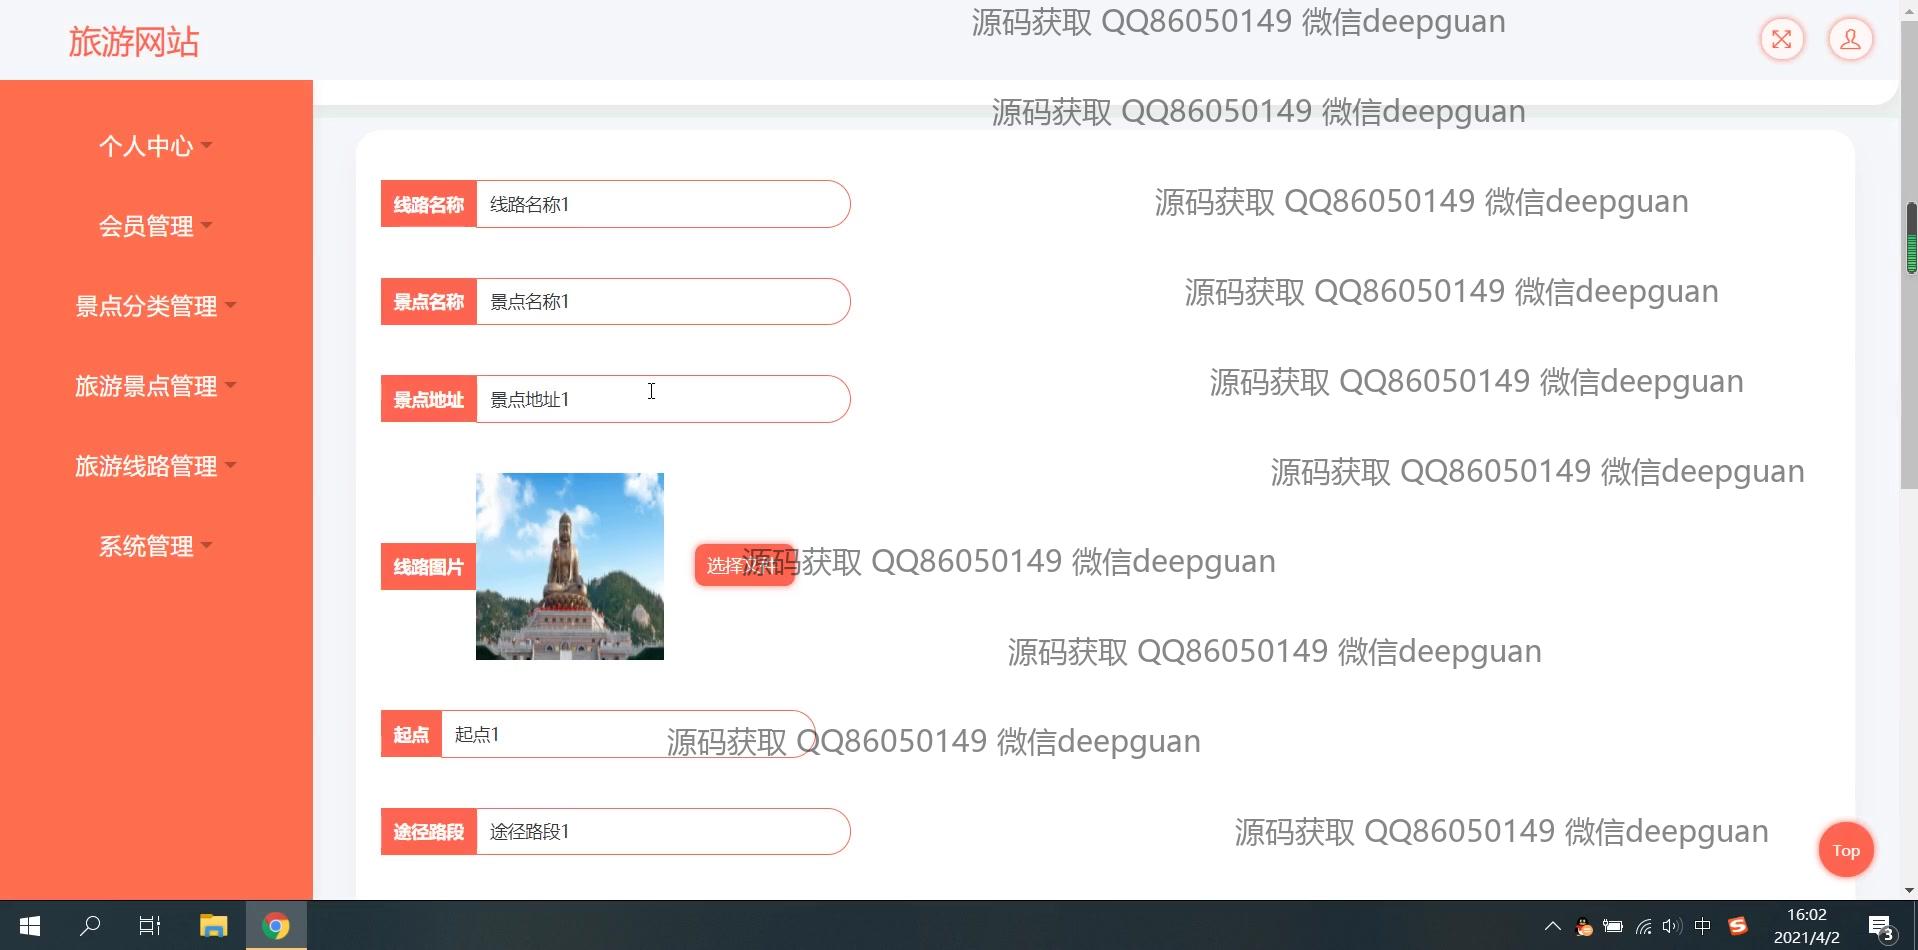 旅游网站
源码获取 QQ86050149 微信deepguan
源码获取 QQ86050149 微信deepguan
个人中心
会员管理
景点分类管理
旅游景点管理
旅游线路管理
系统管理
线路名称 线路名称1
源码获取 QQ86050149 微信deepguan
景点名称 景点名称1
源码获取 QQ86050149 微信deepguan
景点地址 景点地址1
源码获取 QQ86050149 微信deepguan
源码获取 QQ86050149 微信deepguan
线路图片 选择文件
源码获取 QQ86050149 微信deepguan
源码获取 QQ86050149 微信deepguan
起点 起点1
源码获取 QQ86050149 微信deepguan
途径路段 途径路段1
源码获取 QQ86050149 微信deepguan
Top
中
16:02
2021/4/2
3